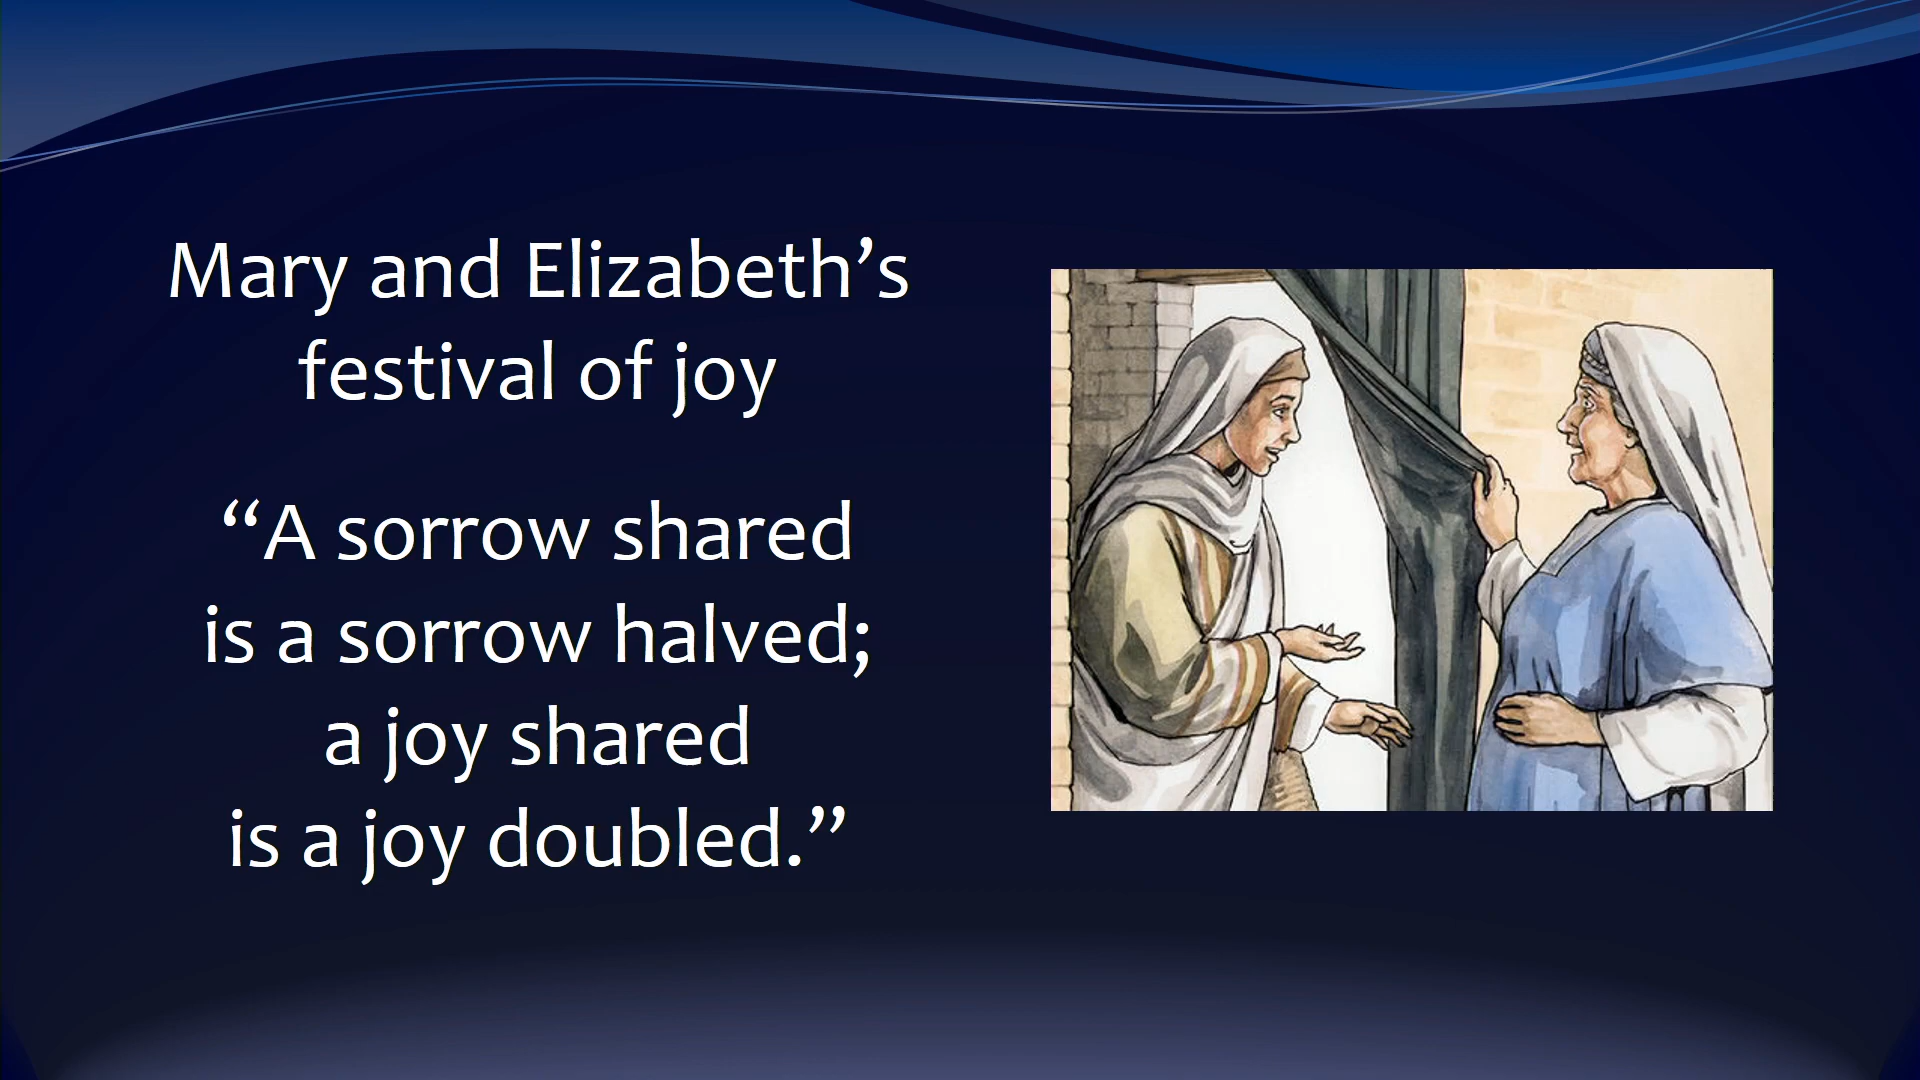 Mary and Elizabeth’s
festival of joy
“A sorrow shared
is a sorrow halved;
a joy shared
is a joy doubled.”